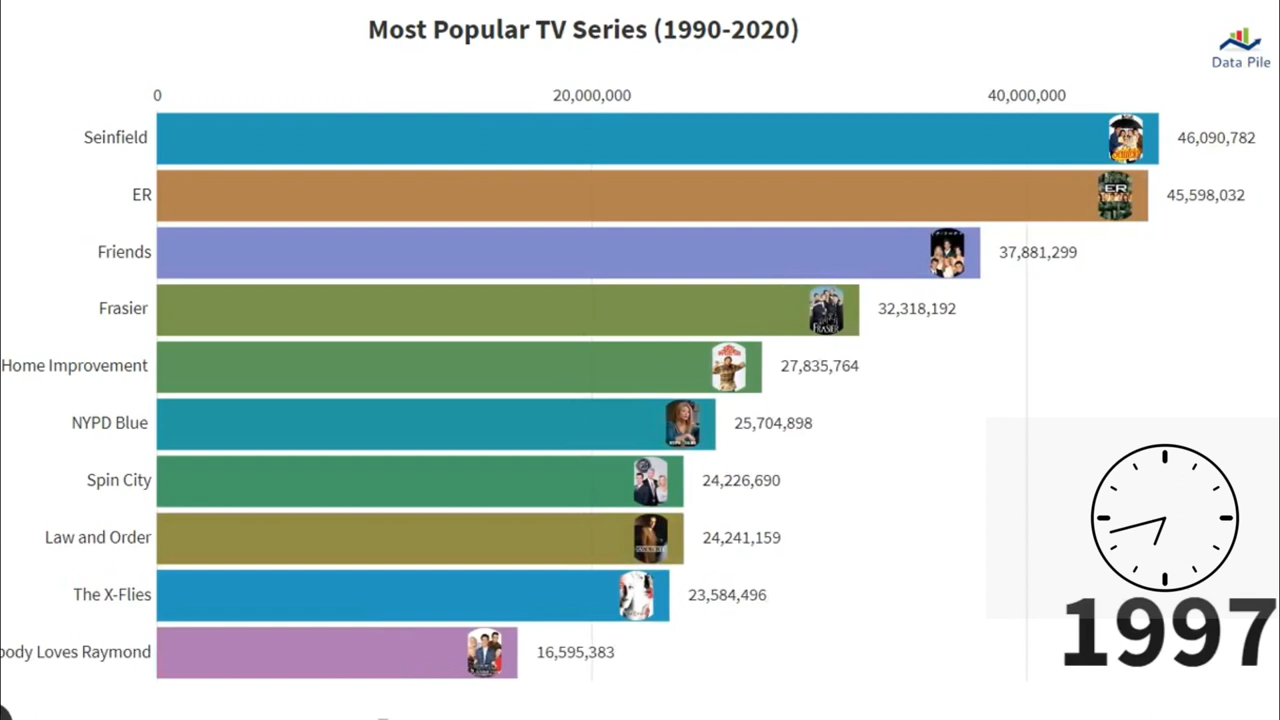 Most Popular TV Series (1990-2020)
Data Pile
0 20,000,000 40,000,000
Seinfield 46,090,782
ER ER 45,598,032
Friends 37,881,299
Frasier FRASIER 32,318,192
Home Improvement 27,835,764
NYPD Blue 25,704,898
Spin City 24,226,690
Law and Order 24,241,159
The X-Flies 23,584,496
body Loves Raymond 16,595,383
1997